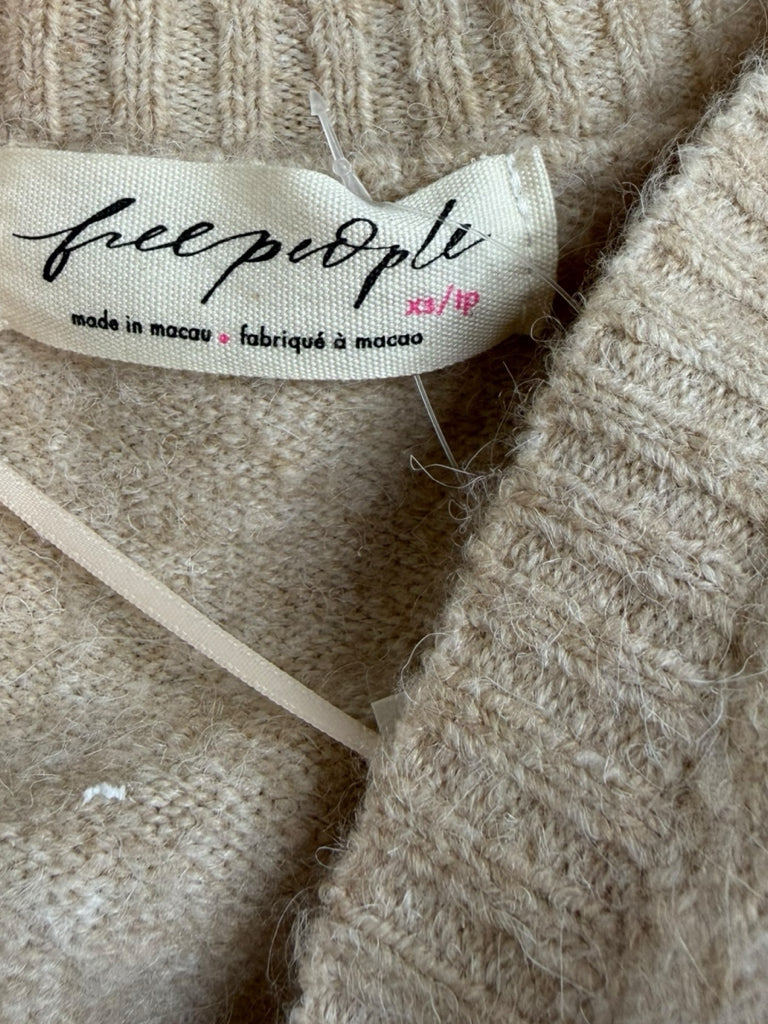 free people
xs/tp
made in macau • fabriqué à macao